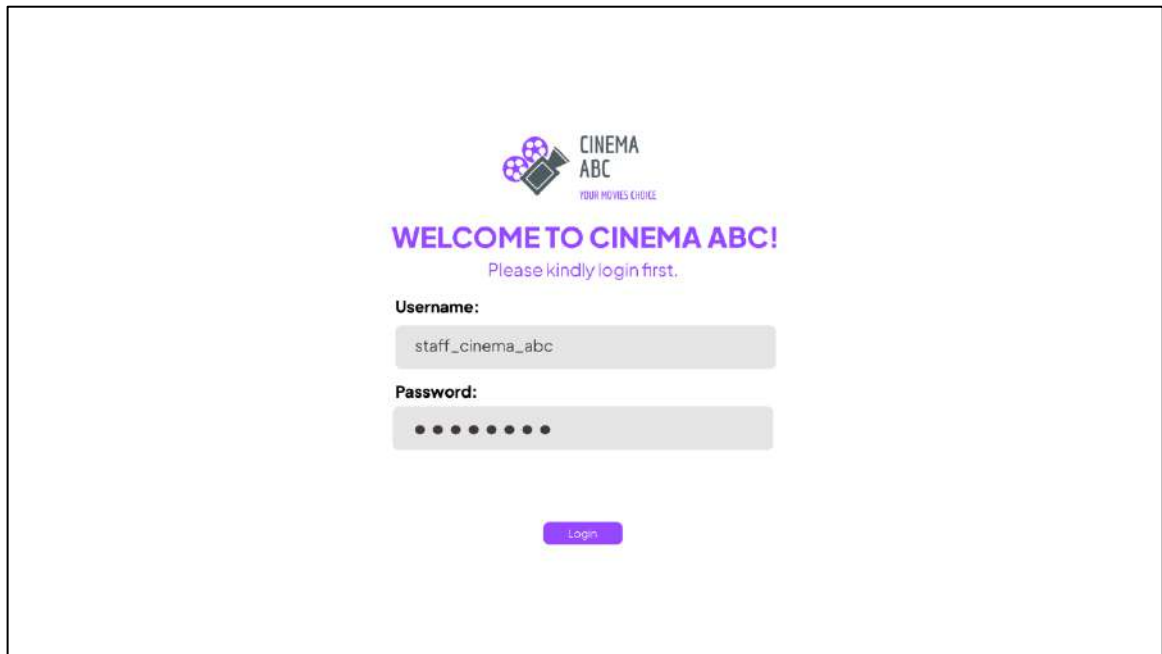 CINEMA
ABC
YOUR MOVIES CHOICE
WELCOME TO CINEMA ABC!
Please kindly login first.
Username:
staff_cinema_abc
Password:
Login